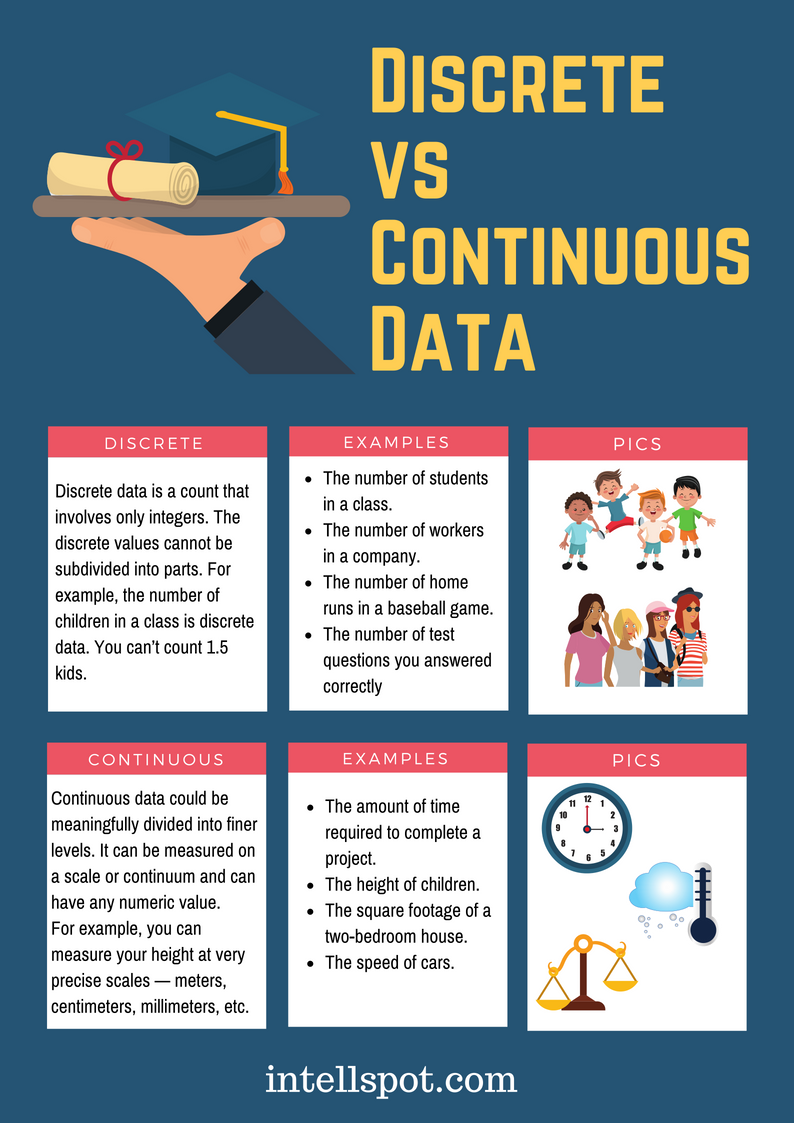 Discrete
vs
Continuous
Data
DISCRETE
Discrete data is a count that
involves only integers. The
discrete values cannot be
subdivided into parts. For
example, the number of
children in a class is discrete
data. You can’t count 1.5
kids.
EXAMPLES
• The number of students
in a class.
• The number of workers
in a company.
• The number of home
runs in a baseball game.
• The number of test
questions you answered
correctly
PICS
CONTINUOUS
Continuous data could be
meaningfully divided into finer
levels. It can be measured on
a scale or continuum and can
have any numeric value.
For example, you can
measure your height at very
precise scales — meters,
centimeters, millimeters, etc.
EXAMPLES
• The amount of time
required to complete a
project.
• The height of children.
• The square footage of a
two-bedroom house.
• The speed of cars.
PICS
12
11 1
10 2
9 3
8 4
7 5
6
intellspot.com